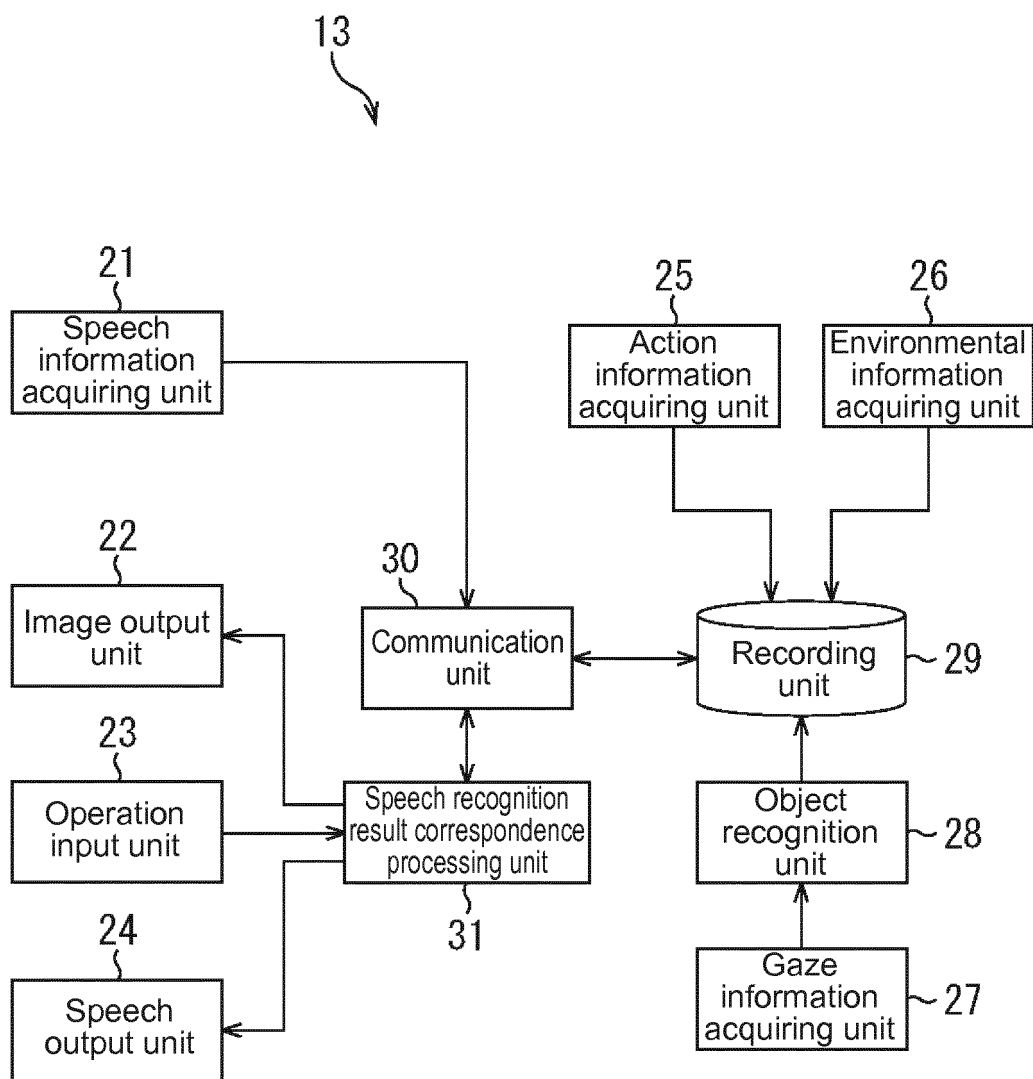 13
21
Speech
information
acquiring unit
25
Action
information
acquiring unit
26
Environmental
information
acquiring unit
22
Image output
unit
30
Communication
unit
Recording
unit
29
23
Operation
input unit
Speech recognition
result correspondence
processing unit
31
Object
recognition
unit
28
24
Speech
output unit
Gaze
information
acquiring unit
27